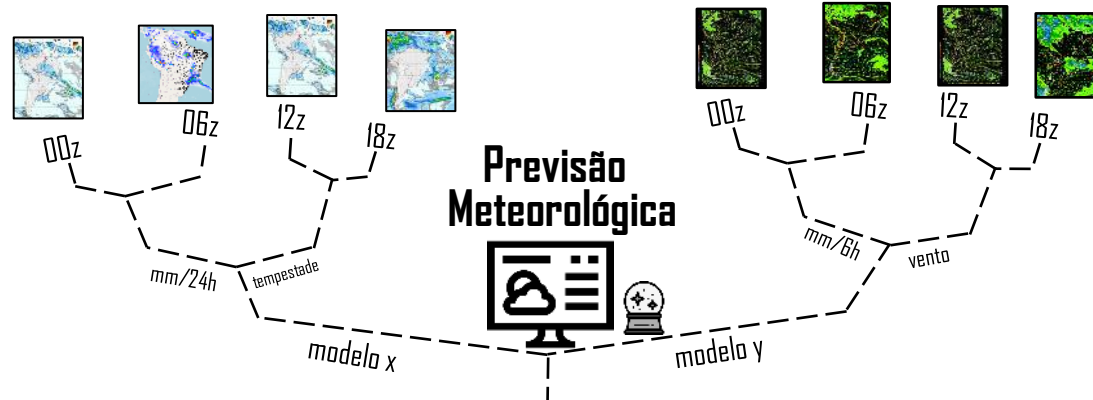 00z
06z
12z
18z
00z
06z
12z
18z
Previsão
Meteorológica
mm/24h
tempestade
mm/6h
vento
modelo x
modelo y